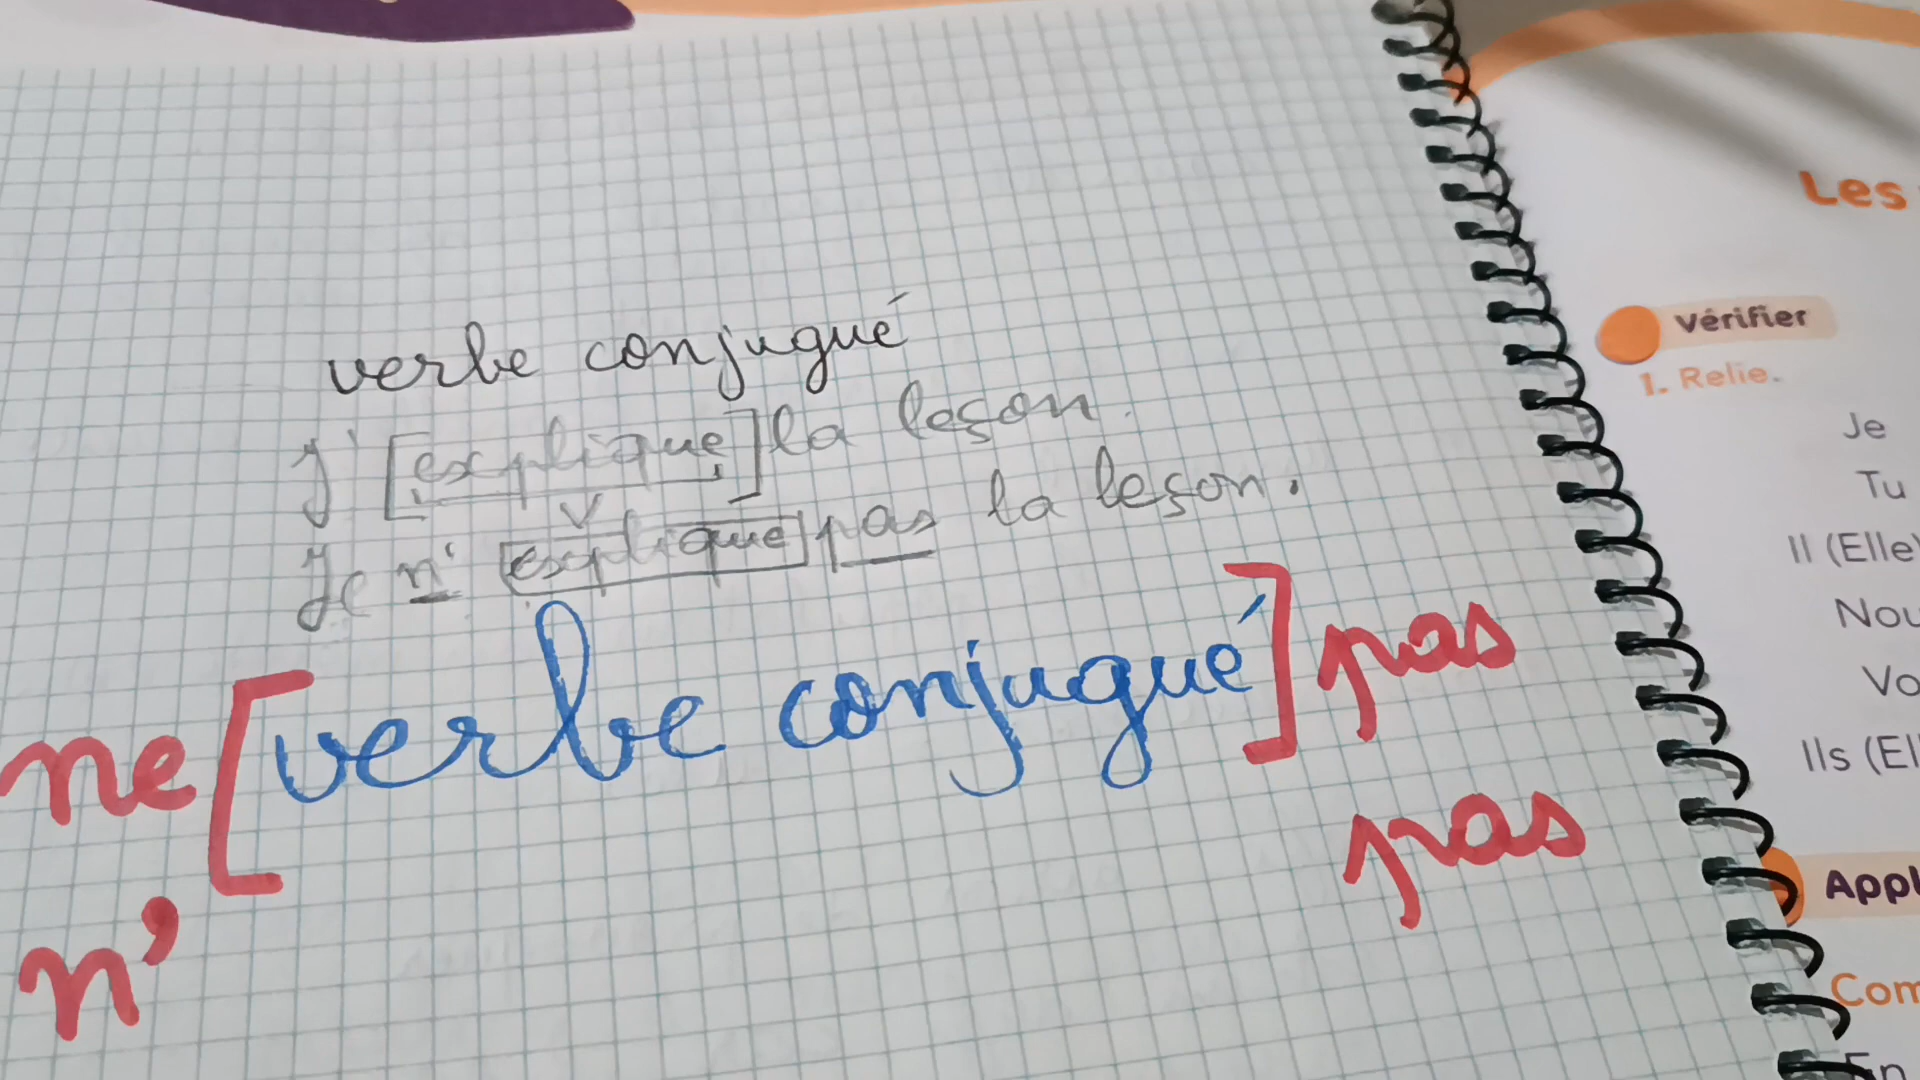 verbe conjugué
J' [explique] la leçon.
V
Je n' explique pas la leçon.
ne [verbe conjugué] pas
n' pas
Les
Vérifier
1. Relie.
Je
Tu
Il (Elle)
Nou
Vo
Ils (El
Appl
Com
En